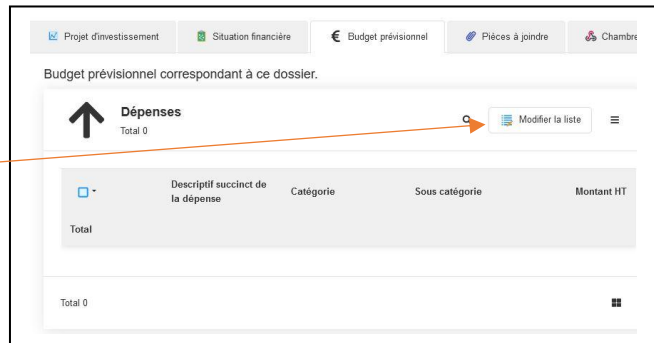 Projet d'investissement Situation financière € Budget prévisionnel Pièces à joindre Chambre
Budget prévisionnel correspondant à ce dossier.
Dépenses
Total 0
Modifier la liste
Descriptif succinct de la dépense
Catégorie
Sous catégorie
Montant HT
Total
Total 0